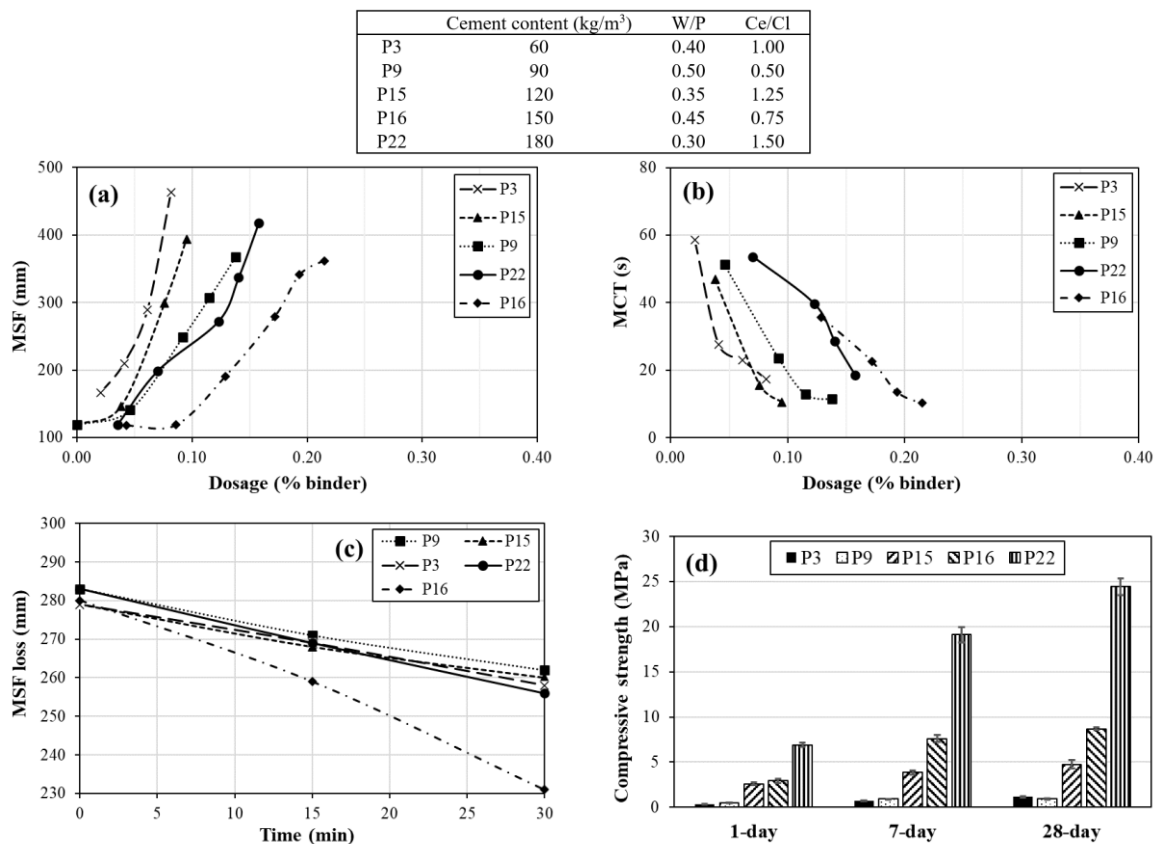 Cement content (kg/m³) W/P Ce/Cl
P3 60 0.40 1.00
P9 90 0.50 0.50
P15 120 0.35 1.25
P16 150 0.45 0.75
P22 180 0.30 1.50
(a)
MSF (mm)
500
400
300
200
100
0.00 0.10 0.20 0.30 0.40
Dosage (% binder)
P3
P15
P9
P22
P16
(b)
MCT (s)
80
60
40
20
0
0.00 0.10 0.20 0.30 0.40
Dosage (% binder)
P3
P15
P9
P22
P16
(c)
MSF loss (mm)
300
290
280
270
260
250
240
230
0 5 10 15 20 25 30
Time (min)
P9 P15
P3 P22
P16
(d)
Compressive strength (MPa)
30
25
20
15
10
5
0
1-day 7-day 28-day
P3 P9 P15 P16 P22